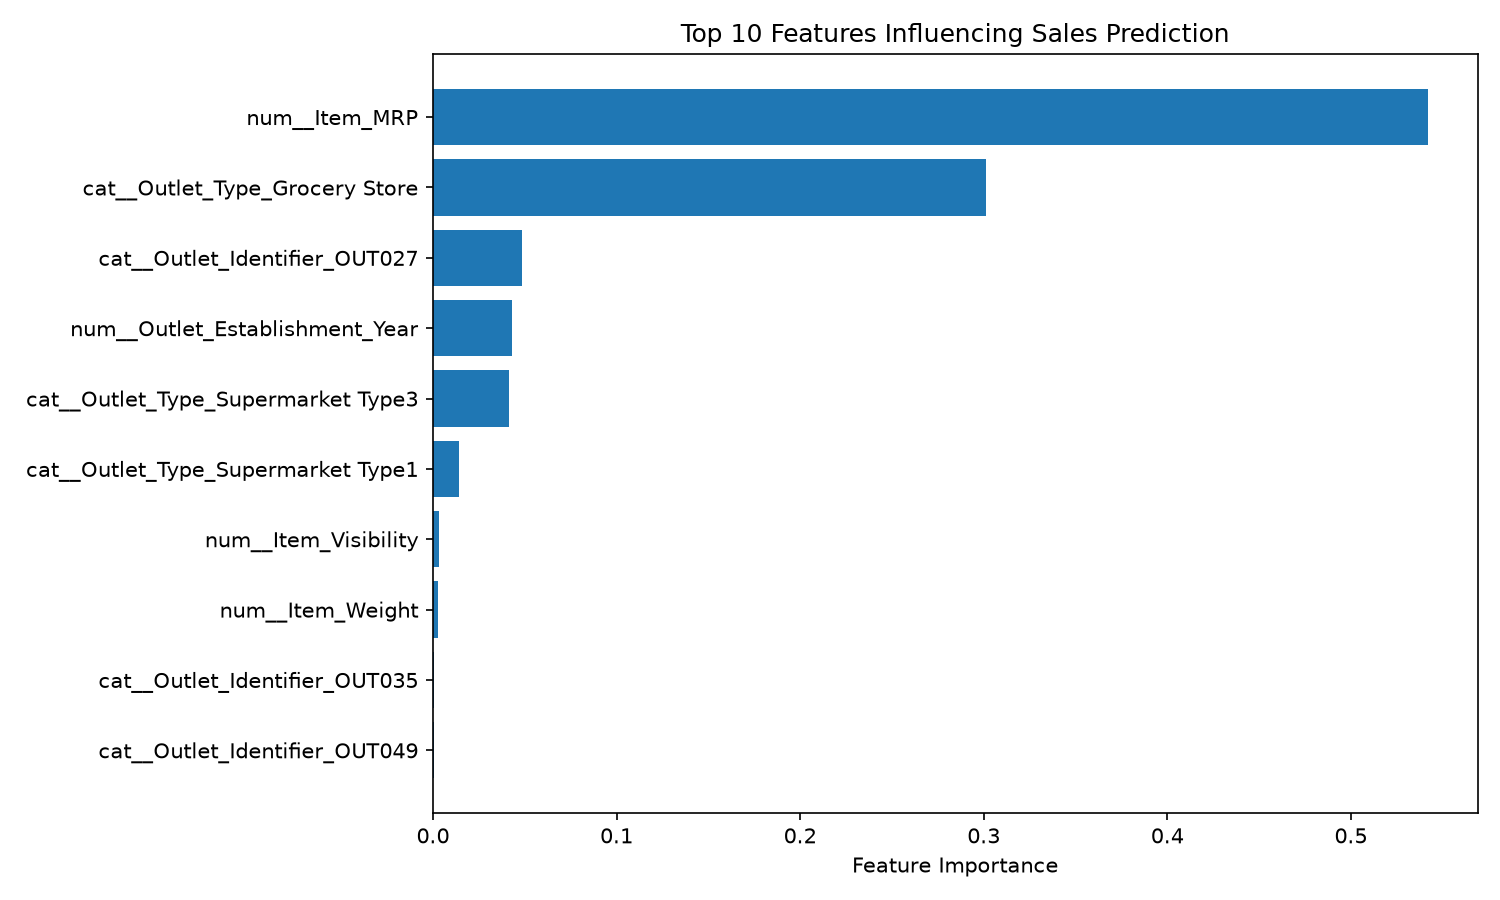 Top 10 Features Influencing Sales Prediction
num__Item_MRP
cat__Outlet_Type_Grocery Store
cat__Outlet_Identifier_OUT027
num__Outlet_Establishment_Year
cat__Outlet_Type_Supermarket Type3
cat__Outlet_Type_Supermarket Type1
num__Item_Visibility
num__Item_Weight
cat__Outlet_Identifier_OUT035
cat__Outlet_Identifier_OUT049
0.0 0.1 0.2 0.3 0.4 0.5
Feature Importance